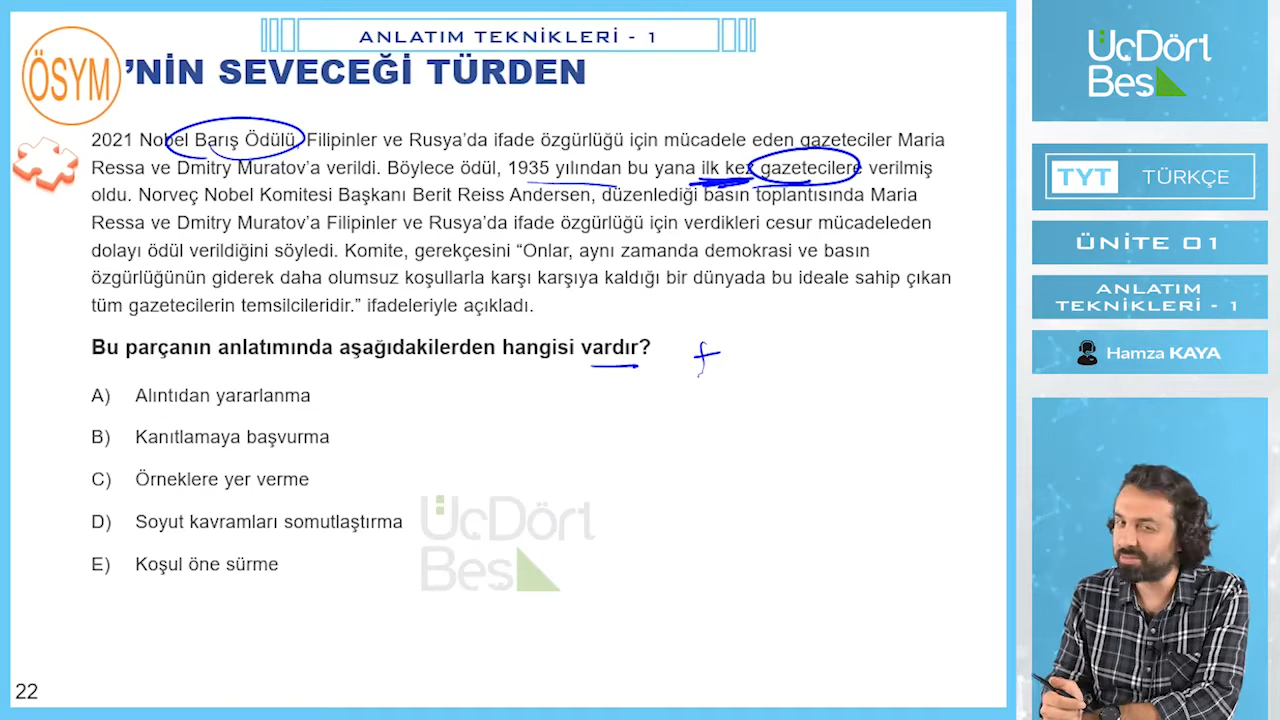 ANLATIM TEKNİKLERİ - 1
ÖSYM'NİN SEVECEĞİ TÜRDEN
2021 Nobel Barış Ödülü, Filipinler ve Rusya'da ifade özgürlüğü için mücadele eden gazeteciler Maria
Ressa ve Dmitry Muratov'a verildi. Böylece ödül, 1935 yılından bu yana ilk kez gazetecilere verilmiş
oldu. Norveç Nobel Komitesi Başkanı Berit Reiss Andersen, düzenlediği basın toplantısında Maria
Ressa ve Dmitry Muratov'a Filipinler ve Rusya'da ifade özgürlüğü için verdikleri cesur mücadeleden
dolayı ödül verildiğini söyledi. Komite, gerekçesini “Onlar, aynı zamanda demokrasi ve basın
özgürlüğünün giderek daha olumsuz koşullarla karşı karşıya kaldığı bir dünyada bu ideale sahip çıkan
tüm gazetecilerin temsilcileridir.” ifadeleriyle açıkladı.
Bu parçanın anlatımında aşağıdakilerden hangisi vardır?
A) Alıntıdan yararlanma
B) Kanıtlamaya başvurma
C) Örneklere yer verme
D) Soyut kavramları somutlaştırma
E) Koşul öne sürme
ÜçDört
Beş
22
ÜçDört
Beş
TYT TÜRKÇE
ÜNİTE 01
ANLATIM
TEKNİKLERİ - 1
Hamza KAYA